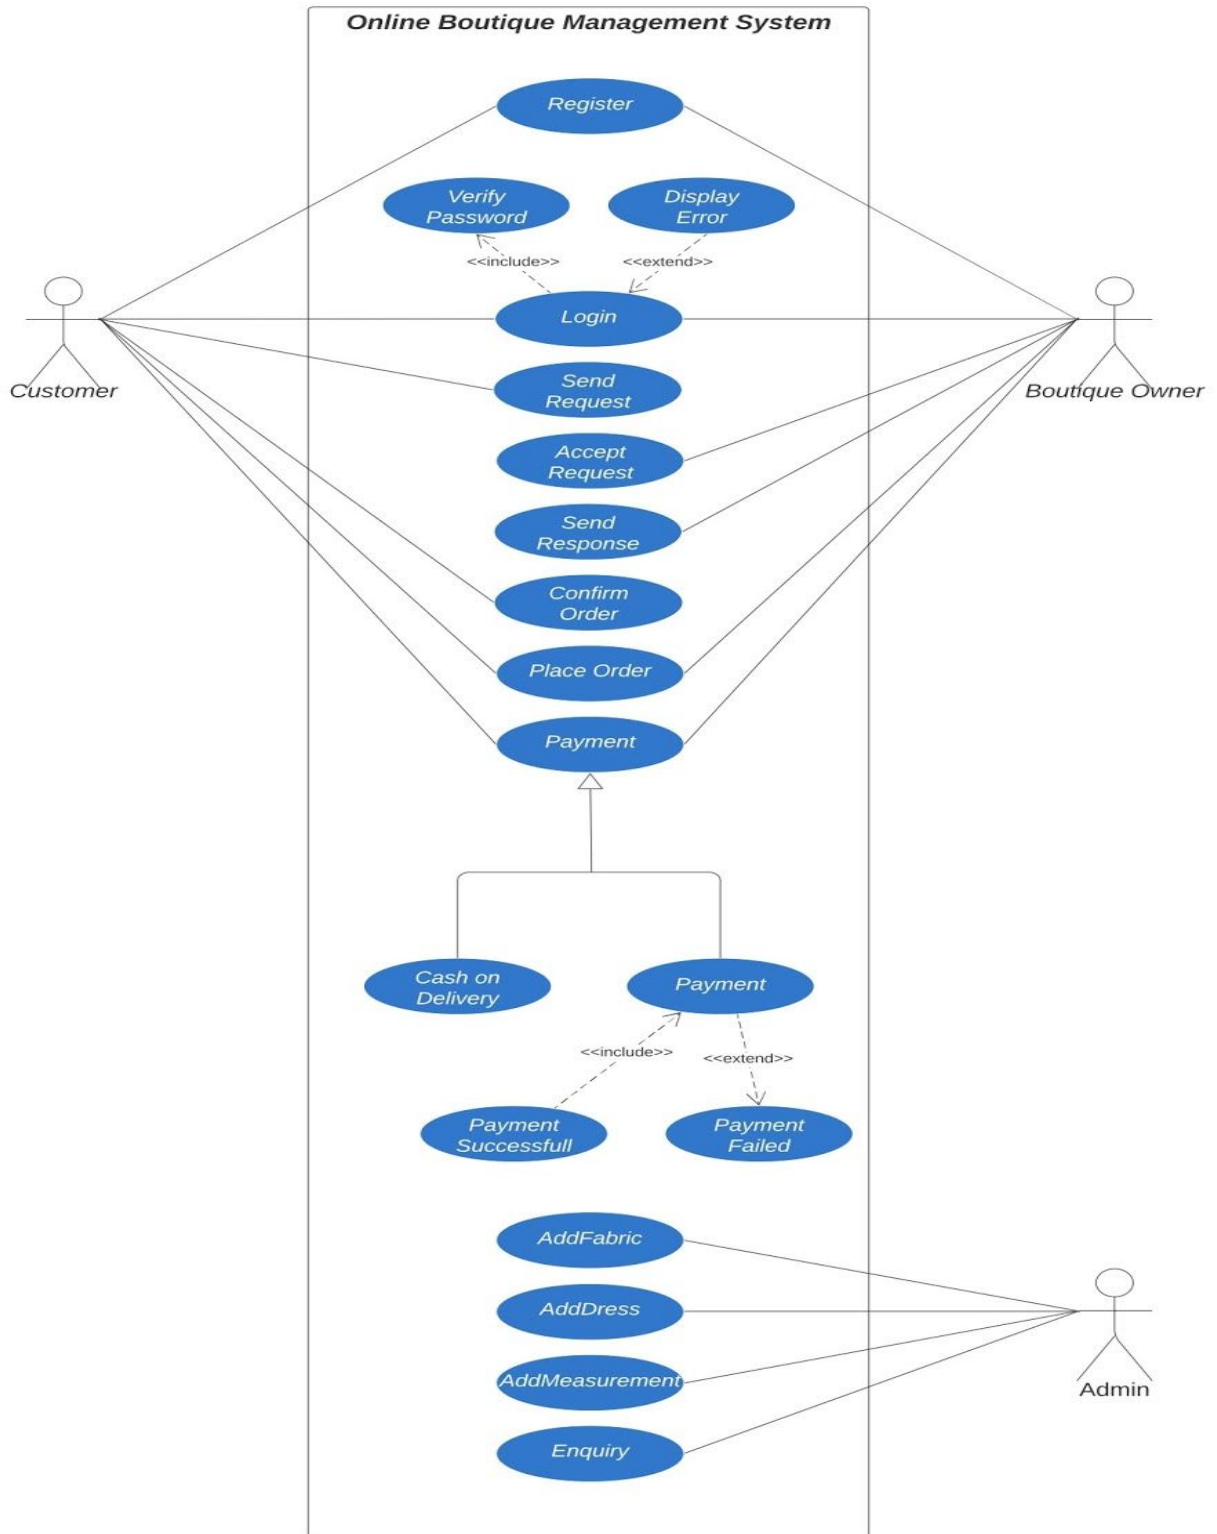 Online Boutique Management System
Register
Verify
Password
Display
Error
<<include>>
<<extend>>
Login
Customer
Boutique Owner
Send
Request
Accept
Request
Send
Response
Confirm
Order
Place Order
Payment
Cash on
Delivery
Payment
<<include>>
<<extend>>
Payment
Successfull
Payment
Failed
AddFabric
AddDress
AddMeasurement
Admin
Enquiry